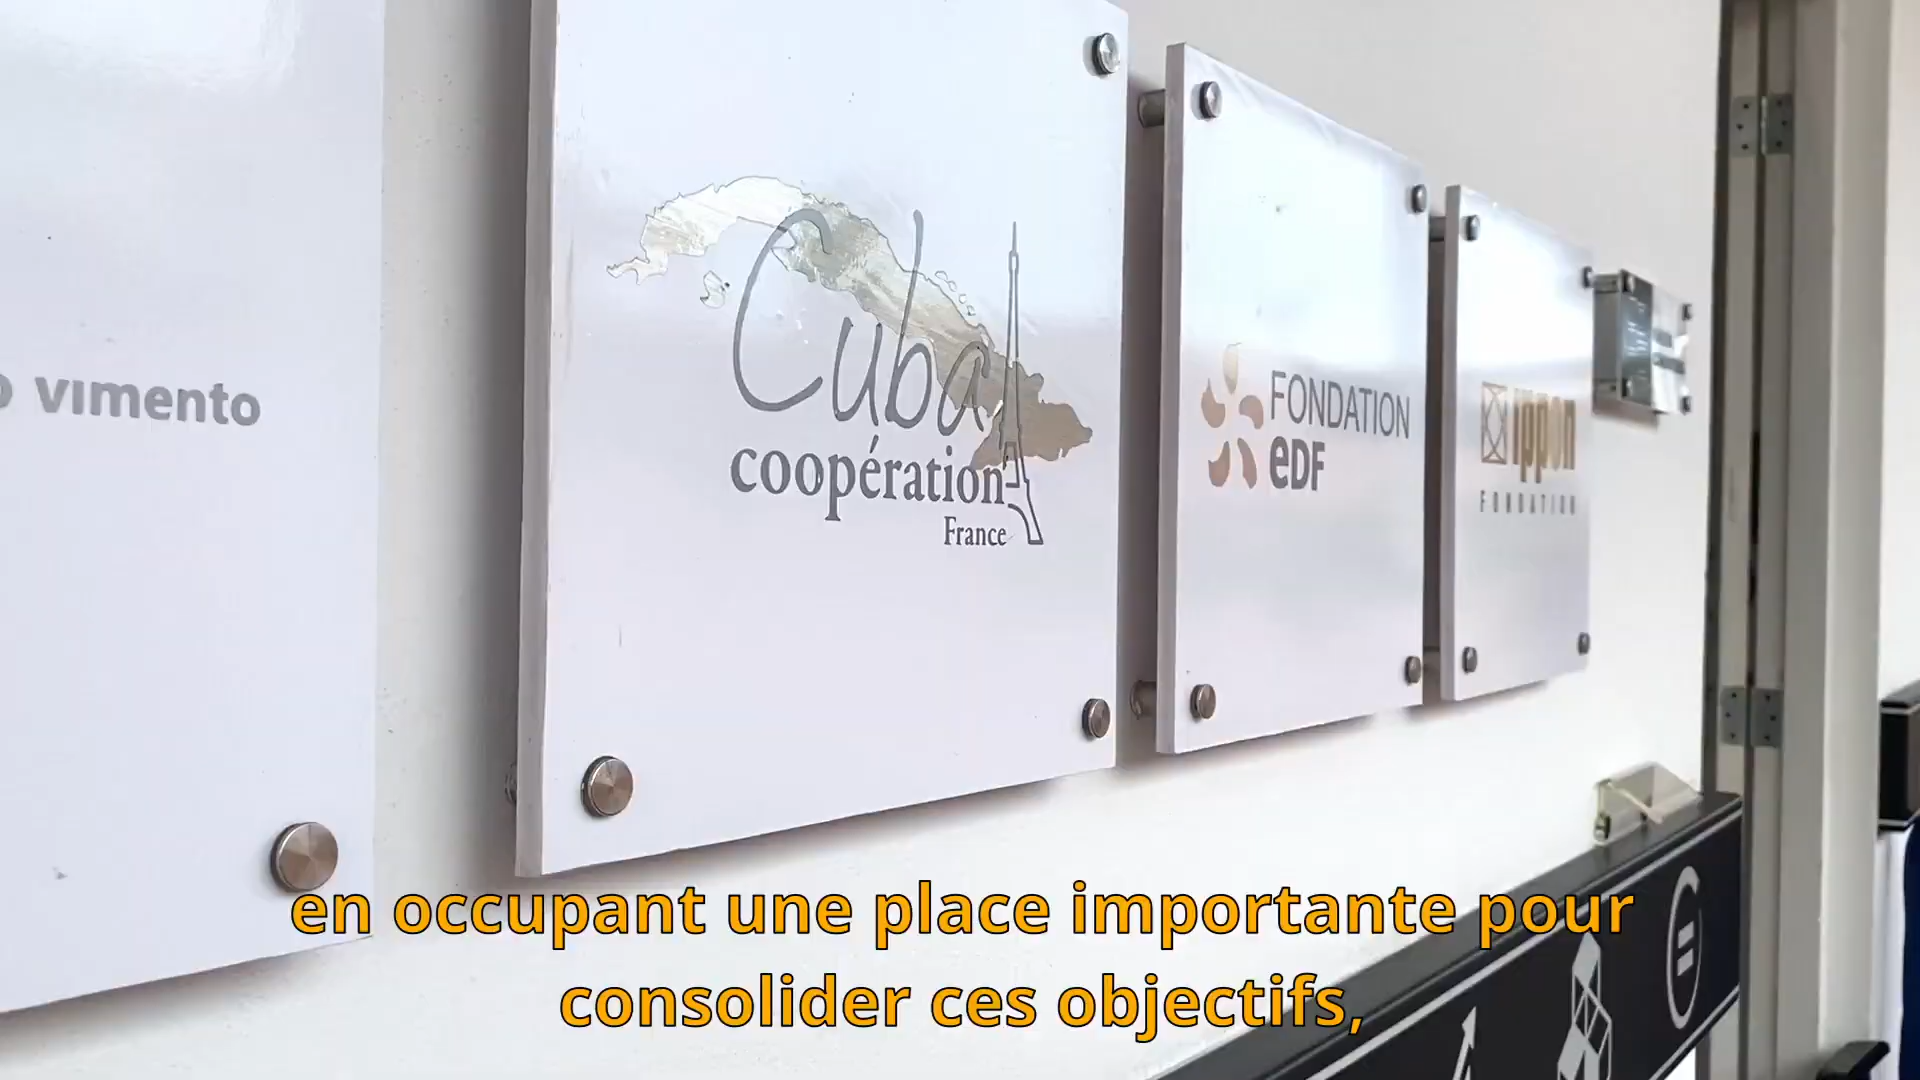 vimento
Cuba
coopération
France
FONDATION
eDF
ippon
FONDATION
en occupant une place importante pour
consolider ces objectifs,